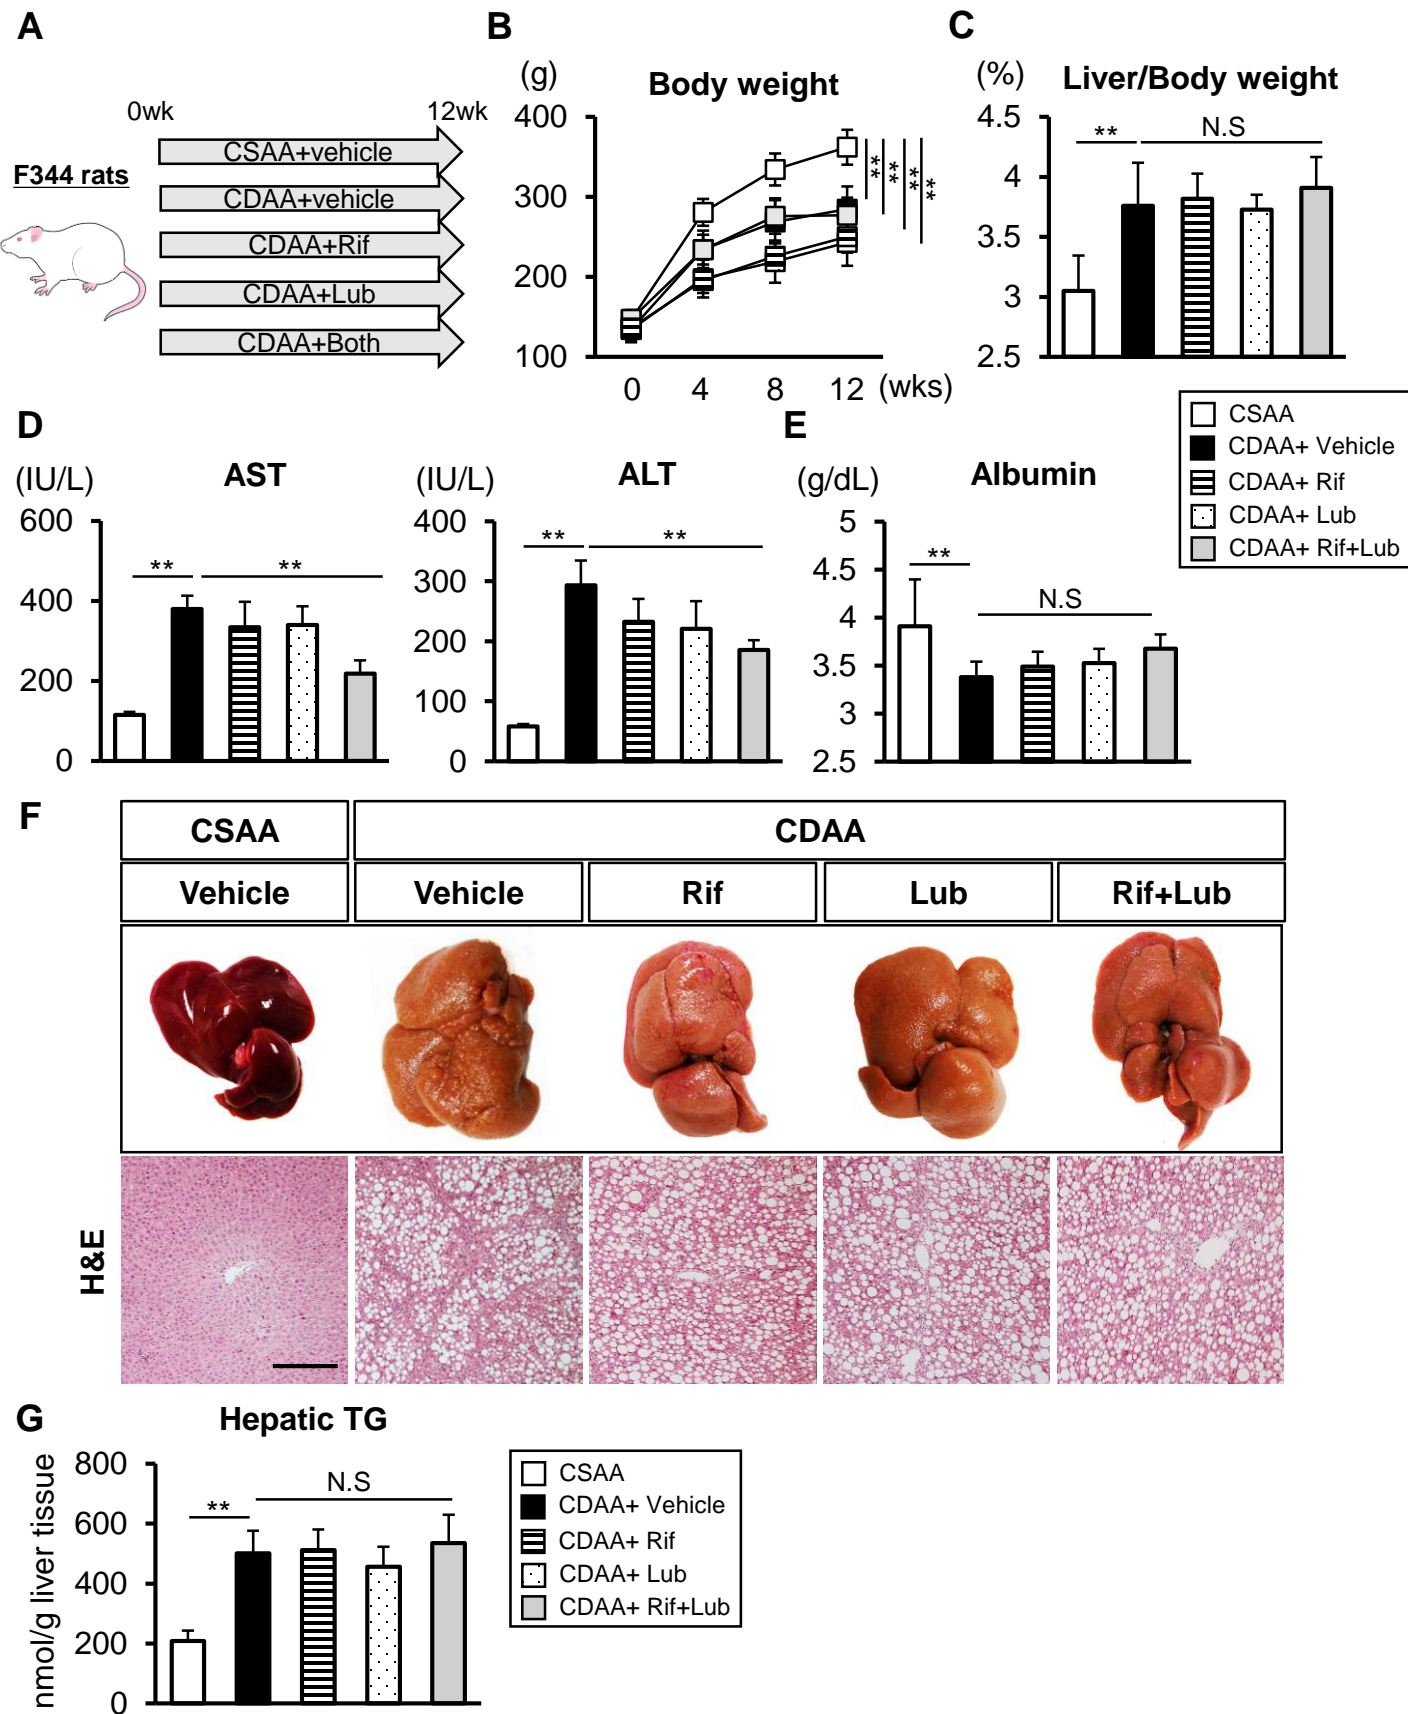 A
0wk 12wk
F344 rats
CSAA+vehicle
CDAA+vehicle
CDAA+Rif
CDAA+Lub
CDAA+Both
B
(g) Body weight
400
300
200
100
0 4 8 12 (wks)
**
**
**
**
C
(%) Liver/Body weight
4.5
4
3.5
3
2.5
** N.S
CSAA
CDAA+ Vehicle
CDAA+ Rif
CDAA+ Lub
CDAA+ Rif+Lub
D
(IU/L) AST
600
400
200
0
** **
(IU/L) ALT
400
300
200
100
0
** **
E
(g/dL) Albumin
5
4.5
4
3.5
3
2.5
** N.S
F
CSAA CDAA
Vehicle Vehicle Rif Lub Rif+Lub
H&E
G
Hepatic TG
nmol/g liver tissue
800
600
400
200
0
** N.S
CSAA
CDAA+ Vehicle
CDAA+ Rif
CDAA+ Lub
CDAA+ Rif+Lub